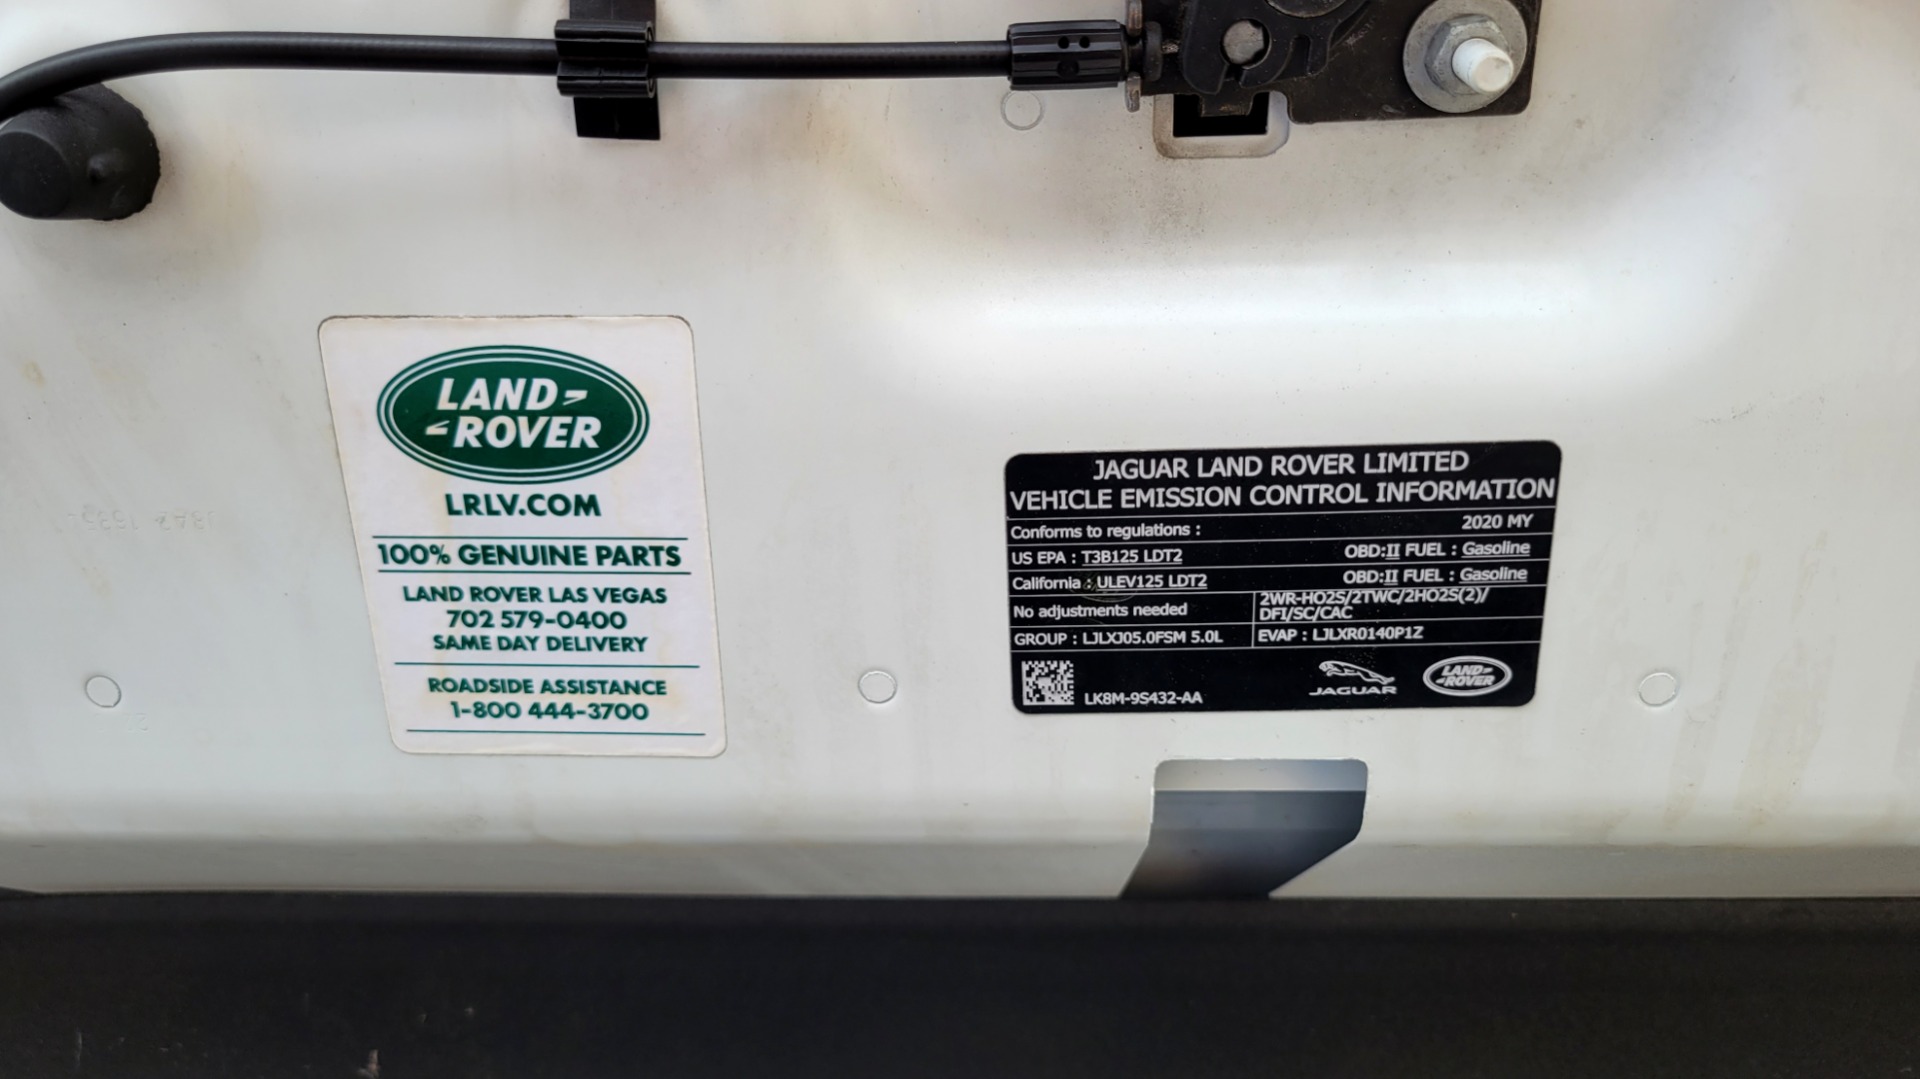 LAND-
-ROVER
LRLV.COM
100% GENUINE PARTS
LAND ROVER LAS VEGAS
702 579-0400
SAME DAY DELIVERY
ROADSIDE ASSISTANCE
1-800 444-3700
JAGUAR LAND ROVER LIMITED
VEHICLE EMISSION CONTROL INFORMATION
Conforms to regulations : 2020 MY
US EPA : T3B125 LDT2 OBD:II FUEL : Gasoline
California : ULEV125 LDT2 OBD:II FUEL : Gasoline
No adjustments needed
2WR-HO2S/2TWC/2HO2S(2)/
DFI/SC/CAC
GROUP : LJLXJ05.0FSM 5.0L EVAP : LJLXR0140P1Z
LK8M-9S432-AA
JAGUAR
LAND-
-ROVER